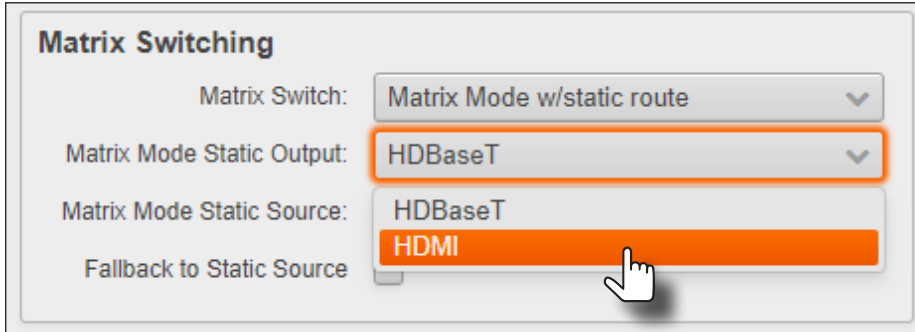 Matrix Switching
Matrix Switch: Matrix Mode w/static route
Matrix Mode Static Output: HDBaseT
Matrix Mode Static Source: HDBaseT
HDMI
Fallback to Static Source